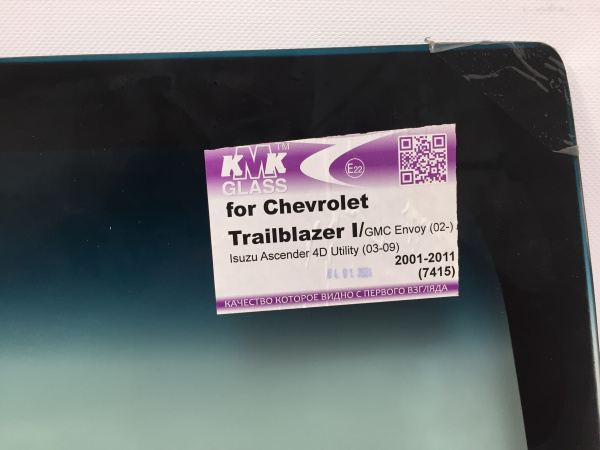 KMK TM
GLASS
E22
for Chevrolet
Trailblazer I/GMC Envoy (02-)
Isuzu Ascender 4D Utility (03-09)
2001-2011
(7415)
КАЧЕСТВО КОТОРОЕ ВИДНО С ПЕРВОГО ВЗГЛЯДА